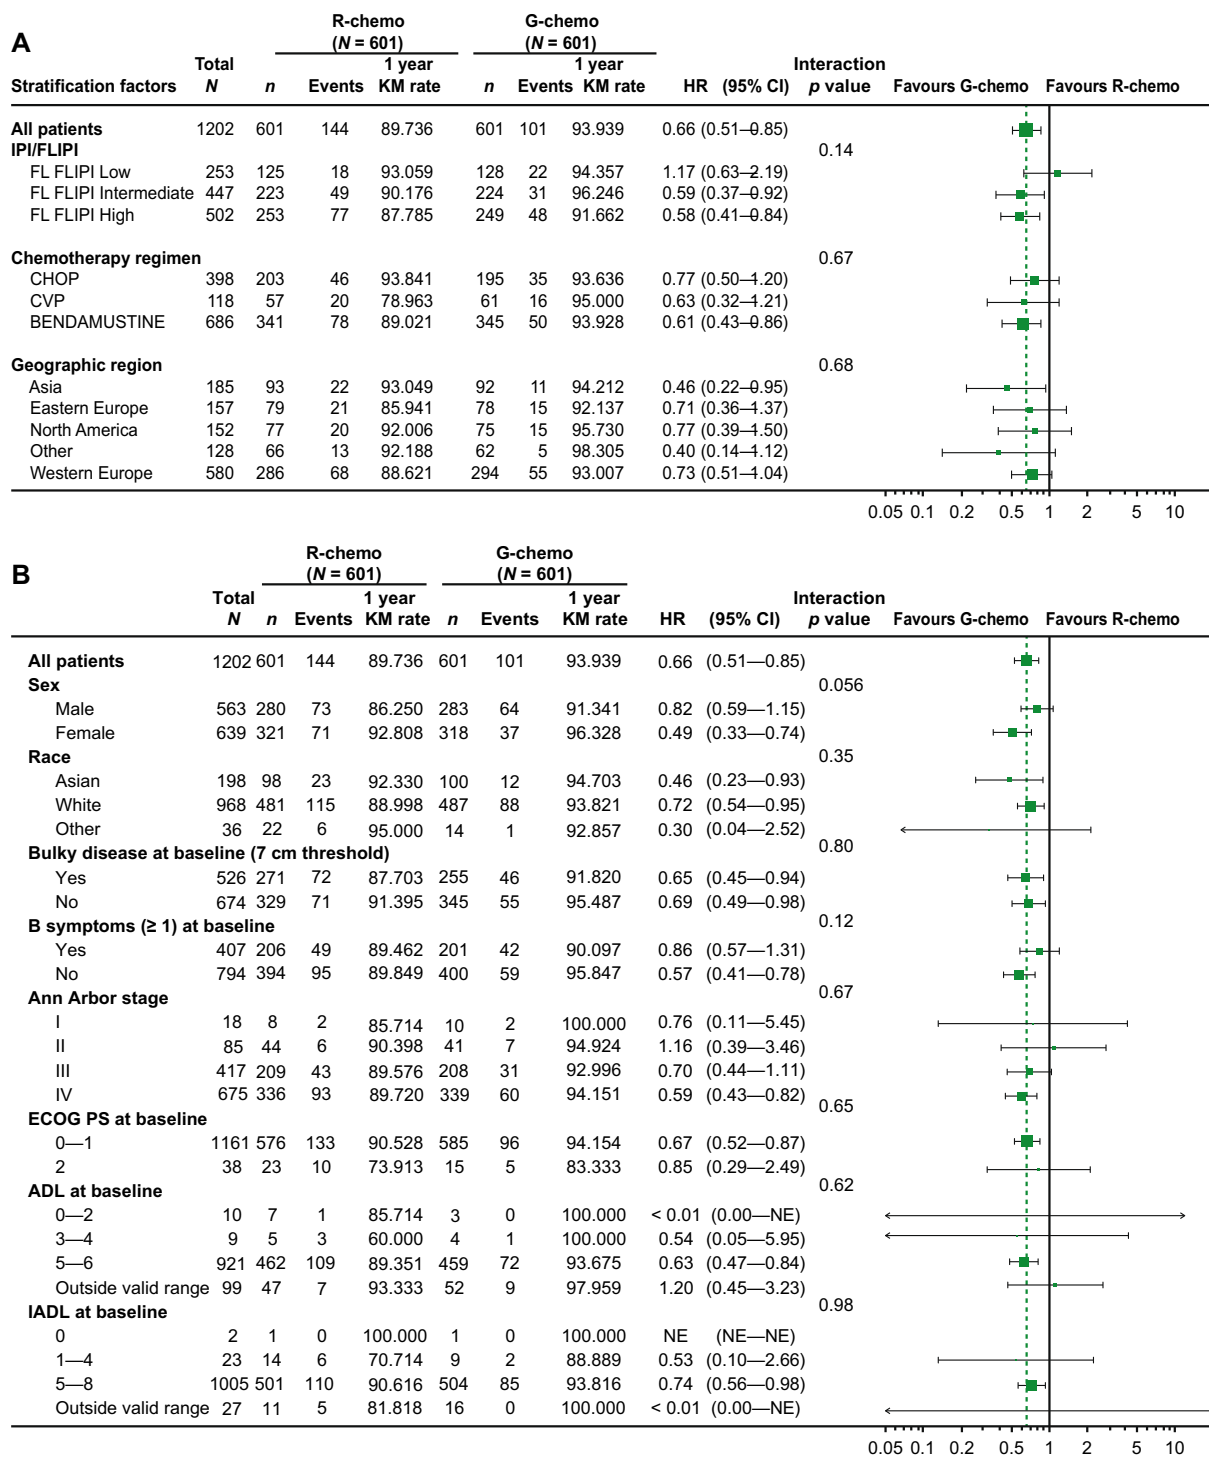 A
R-chemo G-chemo
(N = 601) (N = 601)
Total 1 year 1 year Interaction
Stratification factors N n Events KM rate n Events KM rate HR (95% CI) p value Favours G-chemo Favours R-chemo
All patients 1202 601 144 89.736 601 101 93.939 0.66 (0.51—0.85)
IPI/FLIPI 0.14
FL FLIPI Low 253 125 18 93.059 128 22 94.357 1.17 (0.63—2.19)
FL FLIPI Intermediate 447 223 49 90.176 224 31 96.246 0.59 (0.37—0.92)
FL FLIPI High 502 253 77 87.785 249 48 91.662 0.58 (0.41—0.84)
Chemotherapy regimen 0.67
CHOP 398 203 46 93.841 195 35 93.636 0.77 (0.50—1.20)
CVP 118 57 20 78.963 61 16 95.000 0.63 (0.32—1.21)
BENDAMUSTINE 686 341 78 89.021 345 50 93.928 0.61 (0.43—0.86)
Geographic region 0.68
Asia 185 93 22 93.049 92 11 94.212 0.46 (0.22—0.95)
Eastern Europe 157 79 21 85.941 78 15 92.137 0.71 (0.36—1.37)
North America 152 77 20 92.006 75 15 95.730 0.77 (0.39—1.50)
Other 128 66 13 92.188 62 5 98.305 0.40 (0.14—1.12)
Western Europe 580 286 68 88.621 294 55 93.007 0.73 (0.51—1.04)
0.05 0.1 0.2 0.5 1 2 5 10
B
R-chemo G-chemo
(N = 601) (N = 601)
Total 1 year 1 year Interaction
N n Events KM rate n Events KM rate HR (95% CI) p value Favours G-chemo Favours R-chemo
All patients 1202 601 144 89.736 601 101 93.939 0.66 (0.51—0.85)
Sex 0.056
Male 563 280 73 86.250 283 64 91.341 0.82 (0.59—1.15)
Female 639 321 71 92.808 318 37 96.328 0.49 (0.33—0.74)
Race 0.35
Asian 198 98 23 92.330 100 12 94.703 0.46 (0.23—0.93)
White 968 481 115 88.998 487 88 93.821 0.72 (0.54—0.95)
Other 36 22 6 95.000 14 1 92.857 0.30 (0.04—2.52)
Bulky disease at baseline (7 cm threshold) 0.80
Yes 526 271 72 87.703 255 46 91.820 0.65 (0.45—0.94)
No 674 329 71 91.395 345 55 95.487 0.69 (0.49—0.98)
B symptoms (≥ 1) at baseline 0.12
Yes 407 206 49 89.462 201 42 90.097 0.86 (0.57—1.31)
No 794 394 95 89.849 400 59 95.847 0.57 (0.41—0.78)
Ann Arbor stage 0.67
I 18 8 2 85.714 10 2 100.000 0.76 (0.11—5.45)
II 85 44 6 90.398 41 7 94.924 1.16 (0.39—3.46)
III 417 209 43 89.576 208 31 92.996 0.70 (0.44—1.11)
IV 675 336 93 89.720 339 60 94.151 0.59 (0.43—0.82)
ECOG PS at baseline 0.65
0—1 1161 576 133 90.528 585 96 94.154 0.67 (0.52—0.87)
2 38 23 10 73.913 15 5 83.333 0.85 (0.29—2.49)
ADL at baseline 0.62
0—2 10 7 1 85.714 3 0 100.000 < 0.01 (0.00—NE)
3—4 9 5 3 60.000 4 1 100.000 0.54 (0.05—5.95)
5—6 921 462 109 89.351 459 72 93.675 0.63 (0.47—0.84)
Outside valid range 99 47 7 93.333 52 9 97.959 1.20 (0.45—3.23)
IADL at baseline 0.98
0 2 1 0 100.000 1 0 100.000 NE (NE—NE)
1—4 23 14 6 70.714 9 2 88.889 0.53 (0.10—2.66)
5—8 1005 501 110 90.616 504 85 93.816 0.74 (0.56—0.98)
Outside valid range 27 11 5 81.818 16 0 100.000 < 0.01 (0.00—NE)
0.05 0.1 0.2 0.5 1 2 5 10